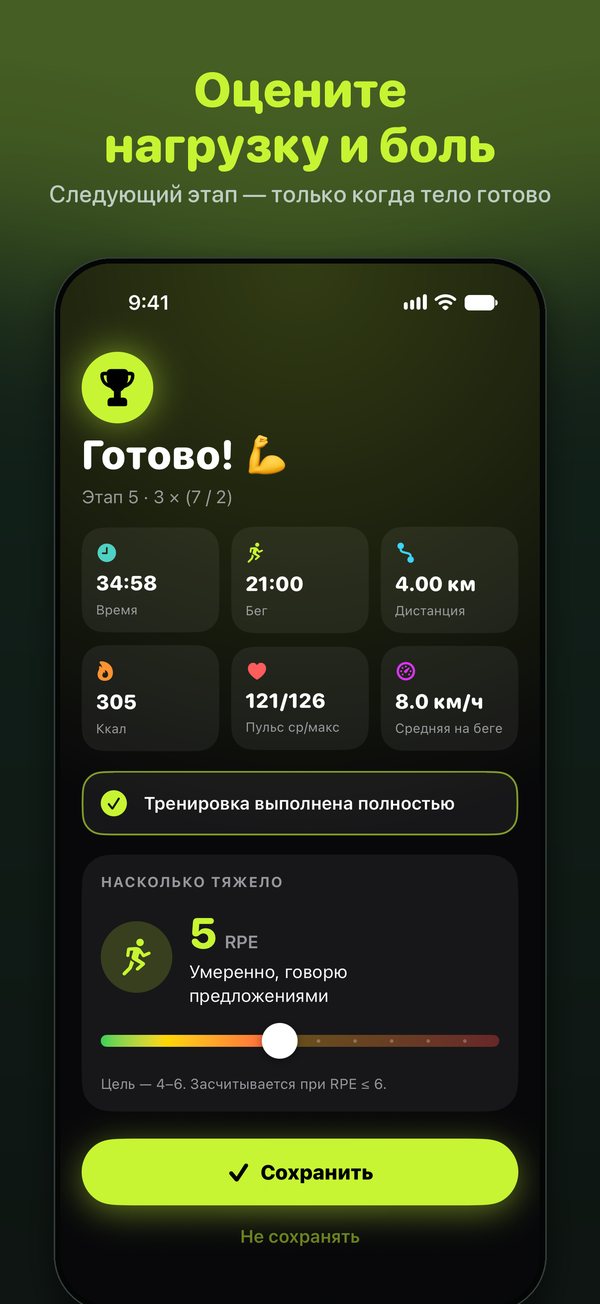 Оцените
нагрузку и боль
Следующий этап — только когда тело готово
9:41
Готово! 💪
Этап 5 · 3 × (7 / 2)
34:58
Время
21:00
Бег
4.00 км
Дистанция
305
Ккал
121/126
Пульс ср/макс
8.0 км/ч
Средняя на беге
Тренировка выполнена полностью
НАСКОЛЬКО ТЯЖЕЛО
5 RPE
Умеренно, говорю
предложениями
Цель — 4–6. Засчитывается при RPE ≤ 6.
Сохранить
Не сохранять